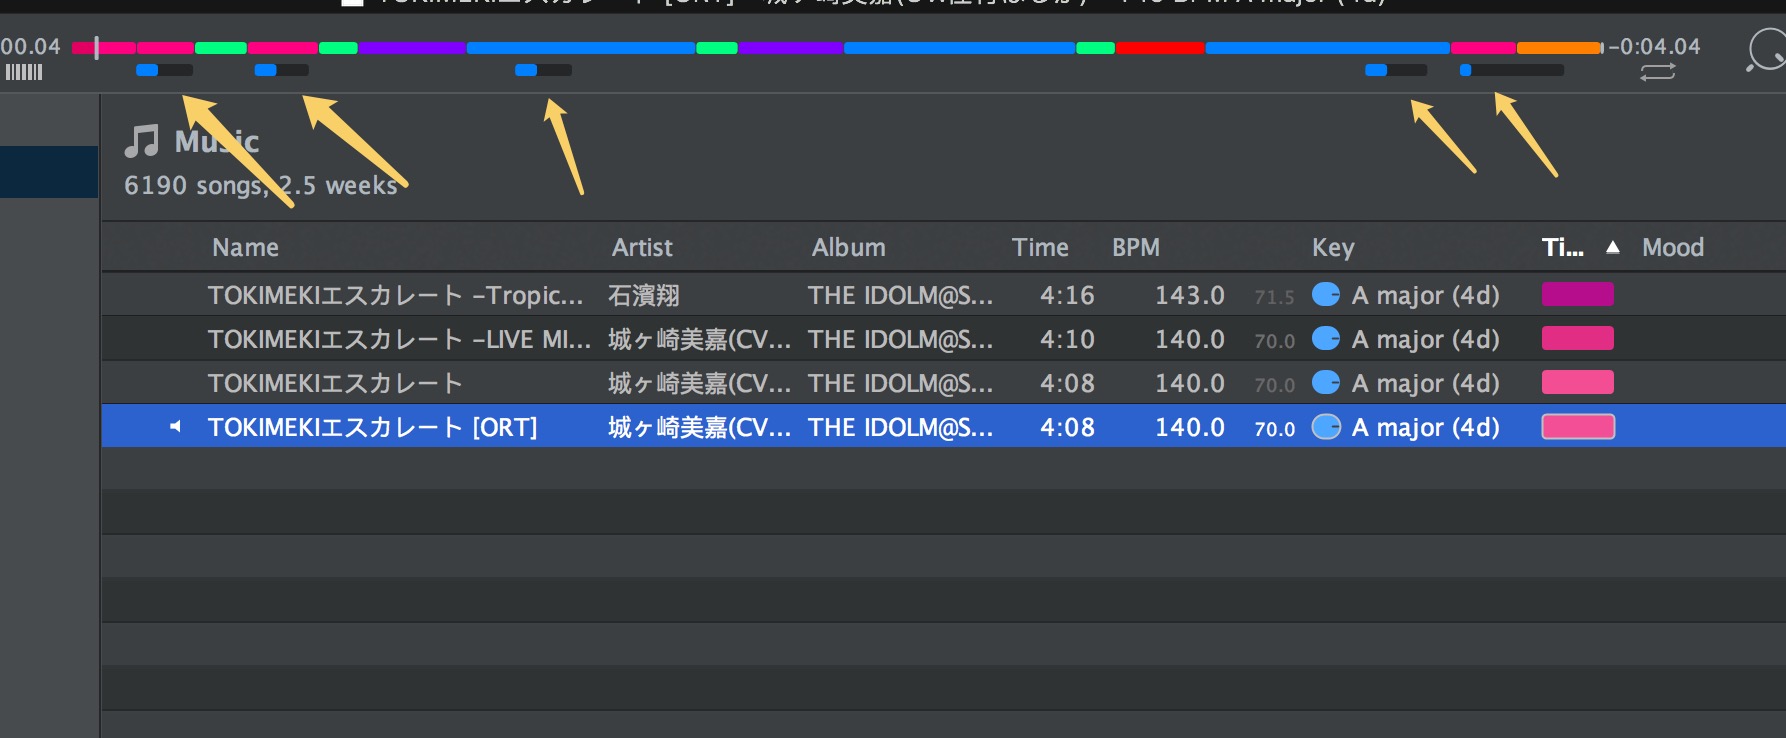 00.04
-0:04.04
Music
6190 songs, 2.5 weeks
Name Artist Album Time BPM Key Ti... Mood
TOKIMEKIエスカレート -Tropic... 石濱翔 THE IDOLM@S... 4:16 143.0 71.5 A major (4d)
TOKIMEKIエスカレート -LIVE MI... 城ヶ崎美嘉(CV... THE IDOLM@S... 4:10 140.0 70.0 A major (4d)
TOKIMEKIエスカレート 城ヶ崎美嘉(CV... THE IDOLM@S... 4:08 140.0 70.0 A major (4d)
TOKIMEKIエスカレート [ORT] 城ヶ崎美嘉(CV... THE IDOLM@S... 4:08 140.0 70.0 A major (4d)